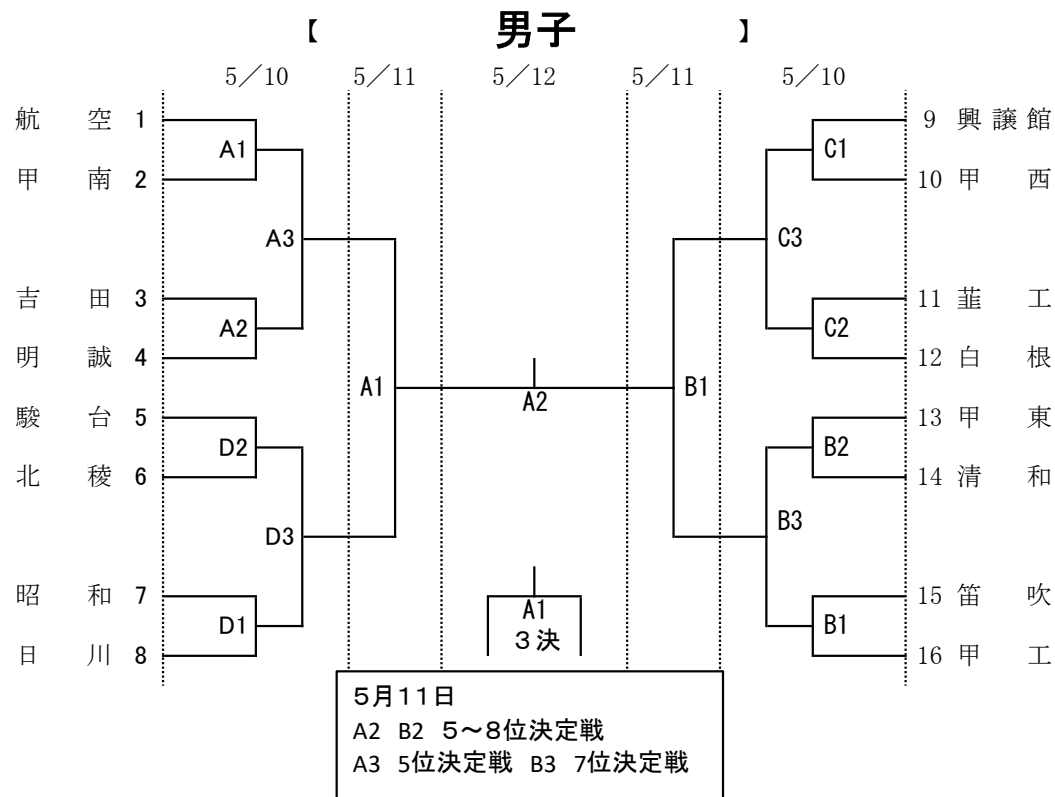 【 男子 】
5／10 5／11 5／12 5／11 5／10
航空 1 9 興譲館
A1 C1
甲南 2 10 甲西
A3 C3
吉田 3 11 韮工
A2 C2
明誠 4 12 白根
A1 A2 B1
駿台 5 13 甲東
D2 B2
北稜 6 14 清和
D3 B3
昭和 7 15 笛吹
D1 A1 B1
3決
日川 8 16 甲工
5月11日
A2 B2 5～8位決定戦
A3 5位決定戦 B3 7位決定戦